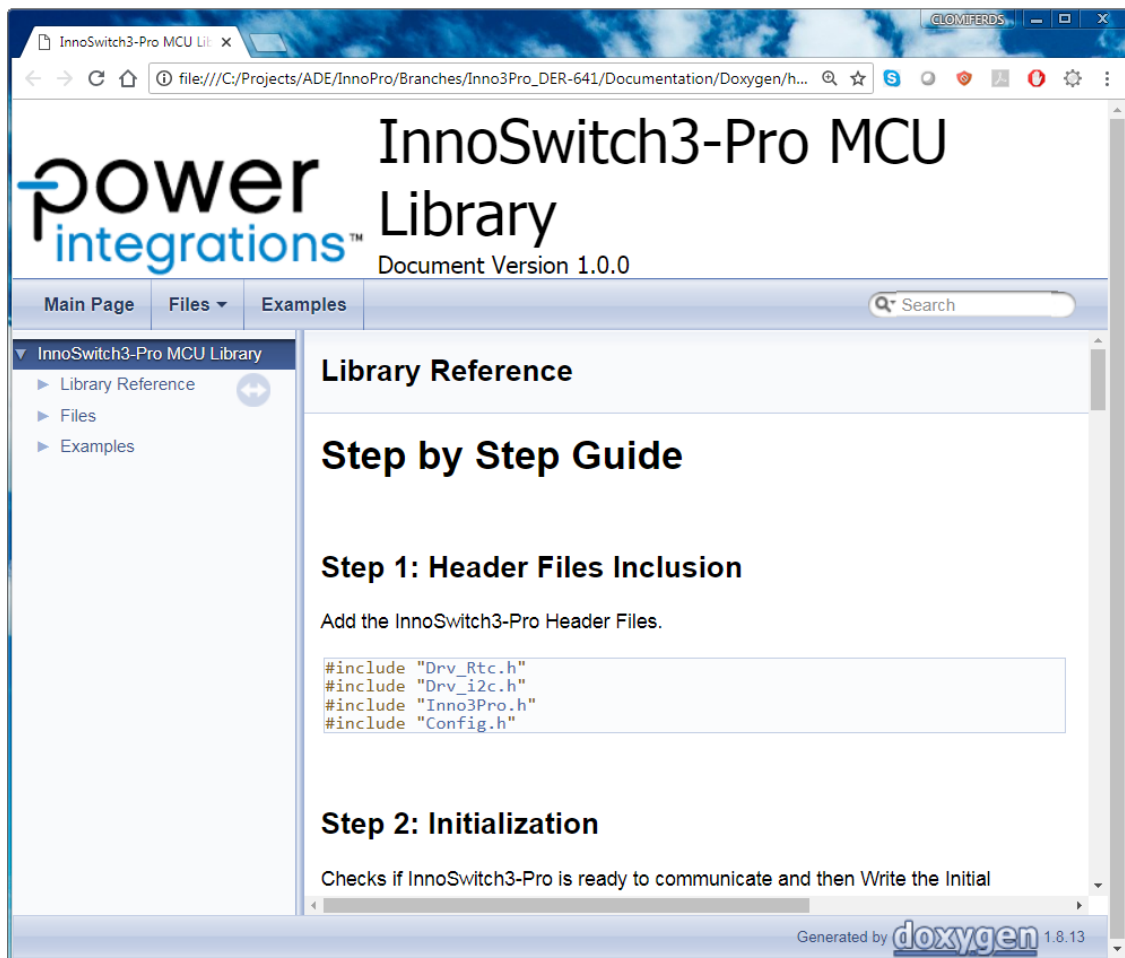 CLOMIFERDS
InnoSwitch3-Pro MCU Lib
file:///C:/Projects/ADE/InnoPro/Branches/Inno3Pro_DER-641/Documentation/Doxygen/h...
power
integrations™
InnoSwitch3-Pro MCU
Library
Document Version 1.0.0
Main Page Files Examples Search
InnoSwitch3-Pro MCU Library
Library Reference
Files
Examples
Library Reference
Step by Step Guide
Step 1: Header Files Inclusion
Add the InnoSwitch3-Pro Header Files.
#include "Drv_Rtc.h"
#include "Drv_i2c.h"
#include "Inno3Pro.h"
#include "Config.h"
Step 2: Initialization
Checks if InnoSwitch3-Pro is ready to communicate and then Write the Initial
Generated by doxygen 1.8.13